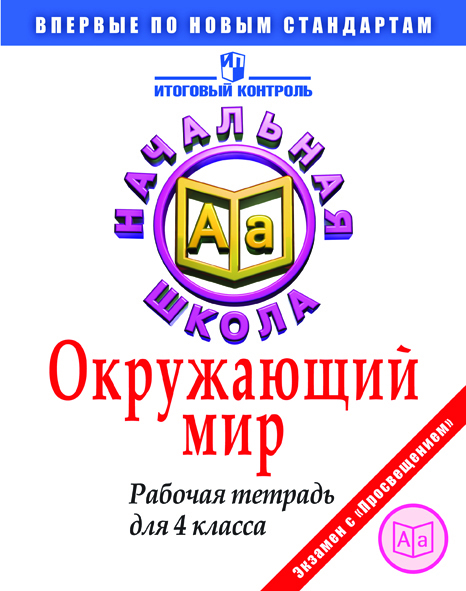 ВПЕРВЫЕ ПО НОВЫМ СТАНДАРТАМ
ИП
ИТОГОВЫЙ КОНТРОЛЬ
НАЧАЛЬНАЯ
Аа
ШКОЛА
Окружающий
мир
Рабочая тетрадь
для 4 класса
Экзамен с «Просвещением»
Аа